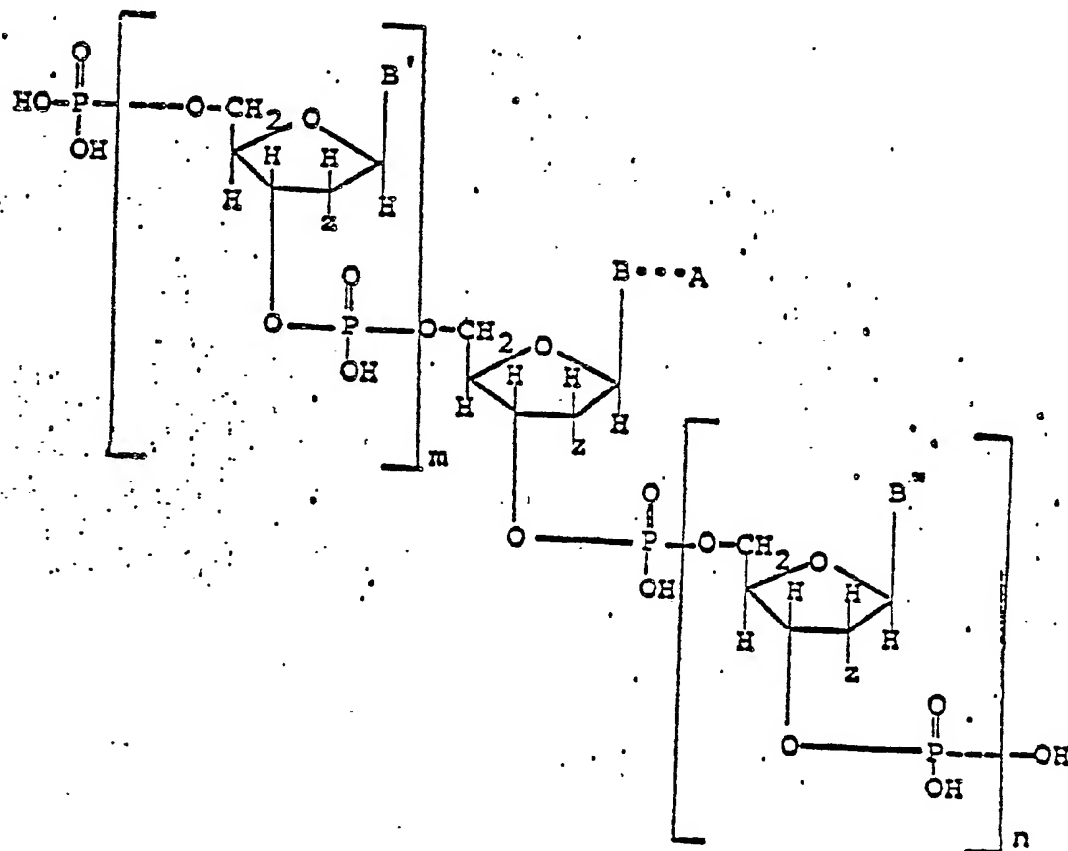 O B'
HO P O CH2 O
OH H H
H z H
O B A
O P O CH2 O
OH H H
m H z H
O B"
O P O CH2 O
OH H H
H z H
O
O P OH
OH
n